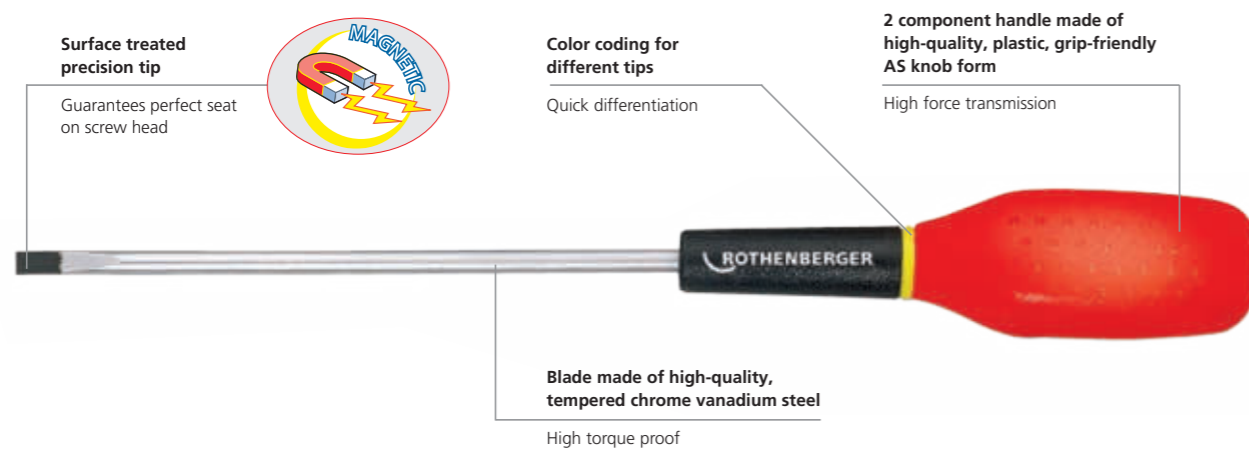 Surface treated
precision tip
Guarantees perfect seat
on screw head
MAGNETIC
Color coding for
different tips
Quick differentiation
2 component handle made of
high-quality, plastic, grip-friendly
AS knob form
High force transmission
ROTHENBERGER
Blade made of high-quality,
tempered chrome vanadium steel
High torque proof